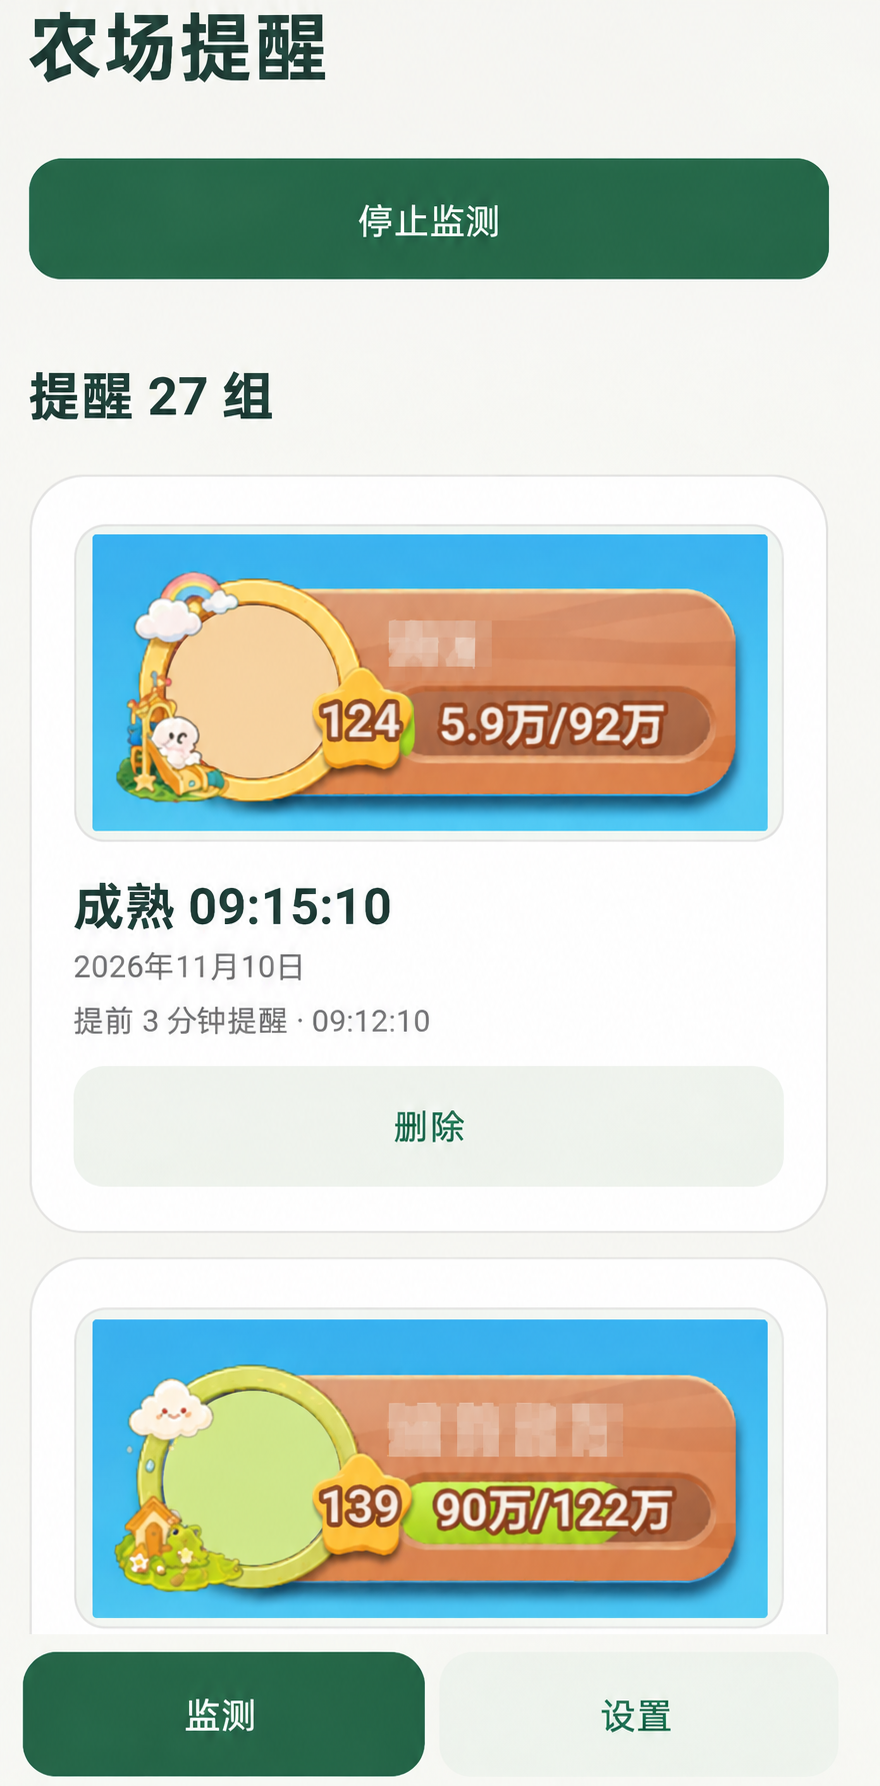 农场提醒
停止监测
提醒 27 组
124
5.9万/92万
成熟 09:15:10
2026年11月10日
提前 3 分钟提醒 · 09:12:10
删除
139
90万/122万
监测
设置